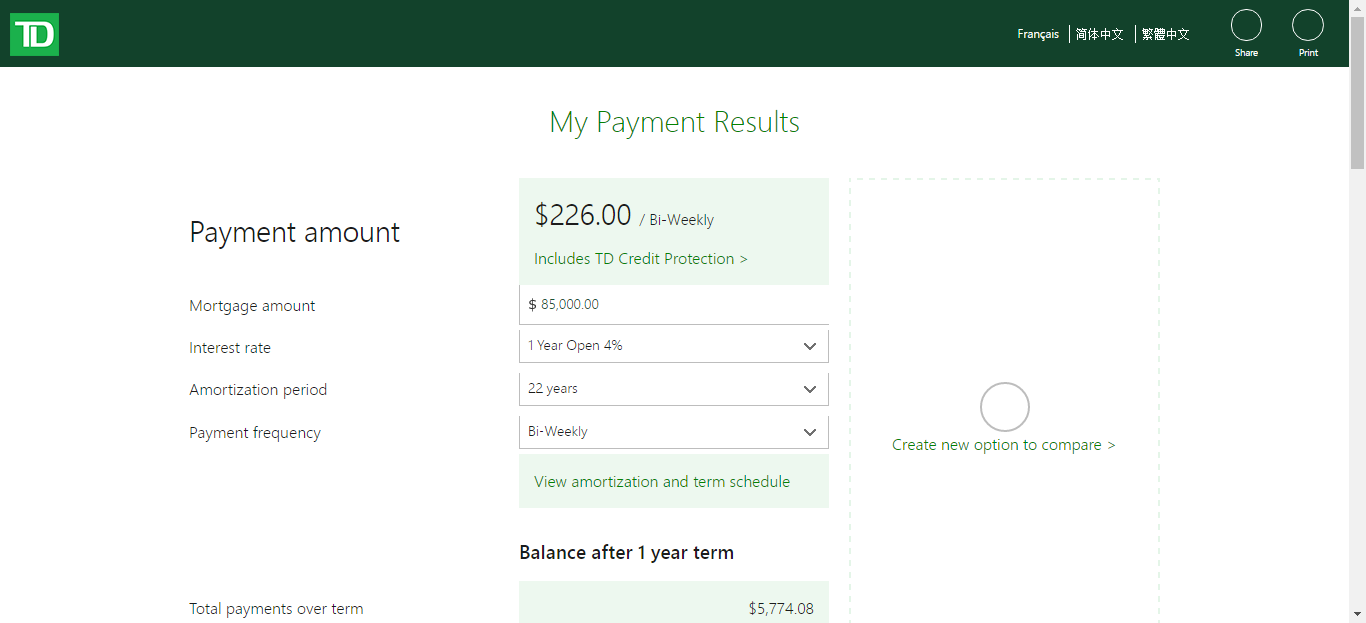 TD
Français
简体中文
繁體中文
Share
Print
My Payment Results
Payment amount
$226.00 / Bi-Weekly
Includes TD Credit Protection >
Mortgage amount
$ 85,000.00
Interest rate
1 Year Open 4%
Amortization period
22 years
Payment frequency
Bi-Weekly
View amortization and term schedule
Create new option to compare >
Balance after 1 year term
Total payments over term
$5,774.08